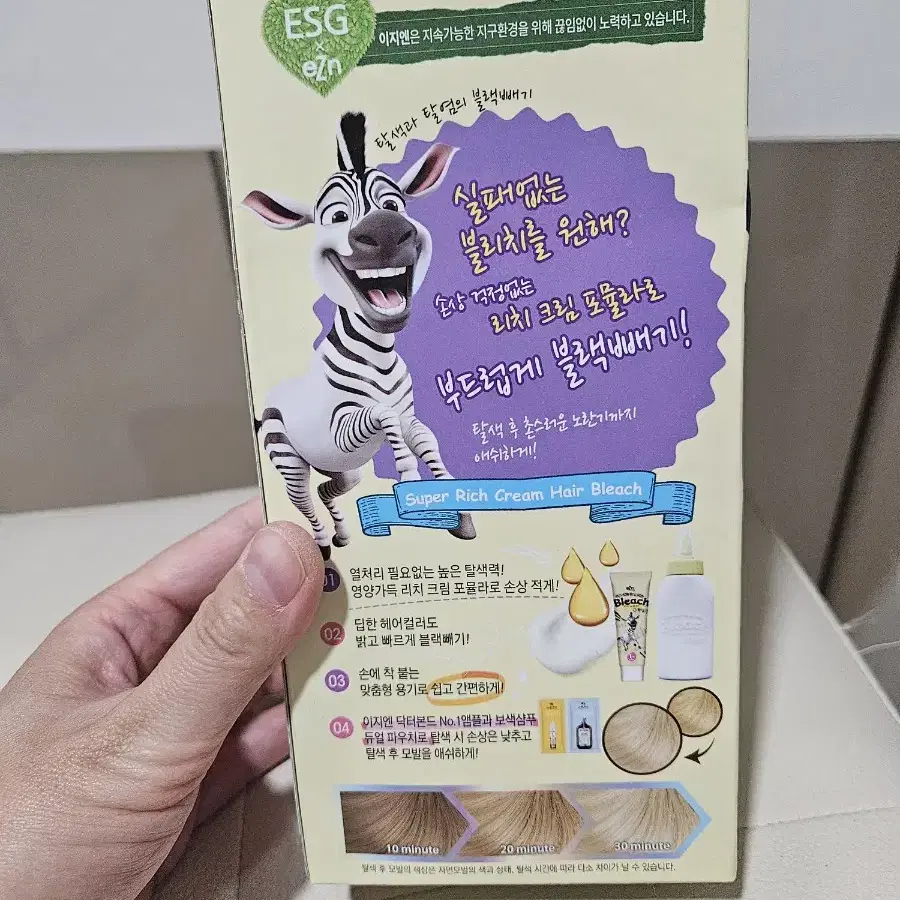 ESG
×
eZn
이지엔은 지속가능한 지구환경을 위해 끊임없이 노력하고 있습니다.
탈색과 탈염의 블랙빼기
실패없는
블리치를 원해?
손상 걱정없는
리치 크림 포뮬라로
부드럽게 블랙빼기!
탈색 후 촌스러운 노란기까지
애쉬하게!
Super Rich Cream Hair Bleach
01 열처리 필요없는 높은 탈색력!
영양가득 리치 크림 포뮬라로 손상 적게!
02 딥한 헤어컬러도
밝고 빠르게 블랙빼기!
03 손에 착 붙는
맞춤형 용기로 쉽고 간편하게!
04 이지엔 닥터본드 No.1앰플과 보색샴푸
듀얼 파우치로 탈색 시 손상은 낮추고
탈색 후 모발을 애쉬하게!
Bleach
10 minute
20 minute
30 minute
탈색 후 모발의 색상은 자연모발의 색과 상태, 탈색 시간에 따라 다소 차이가 날 수 있습니다.